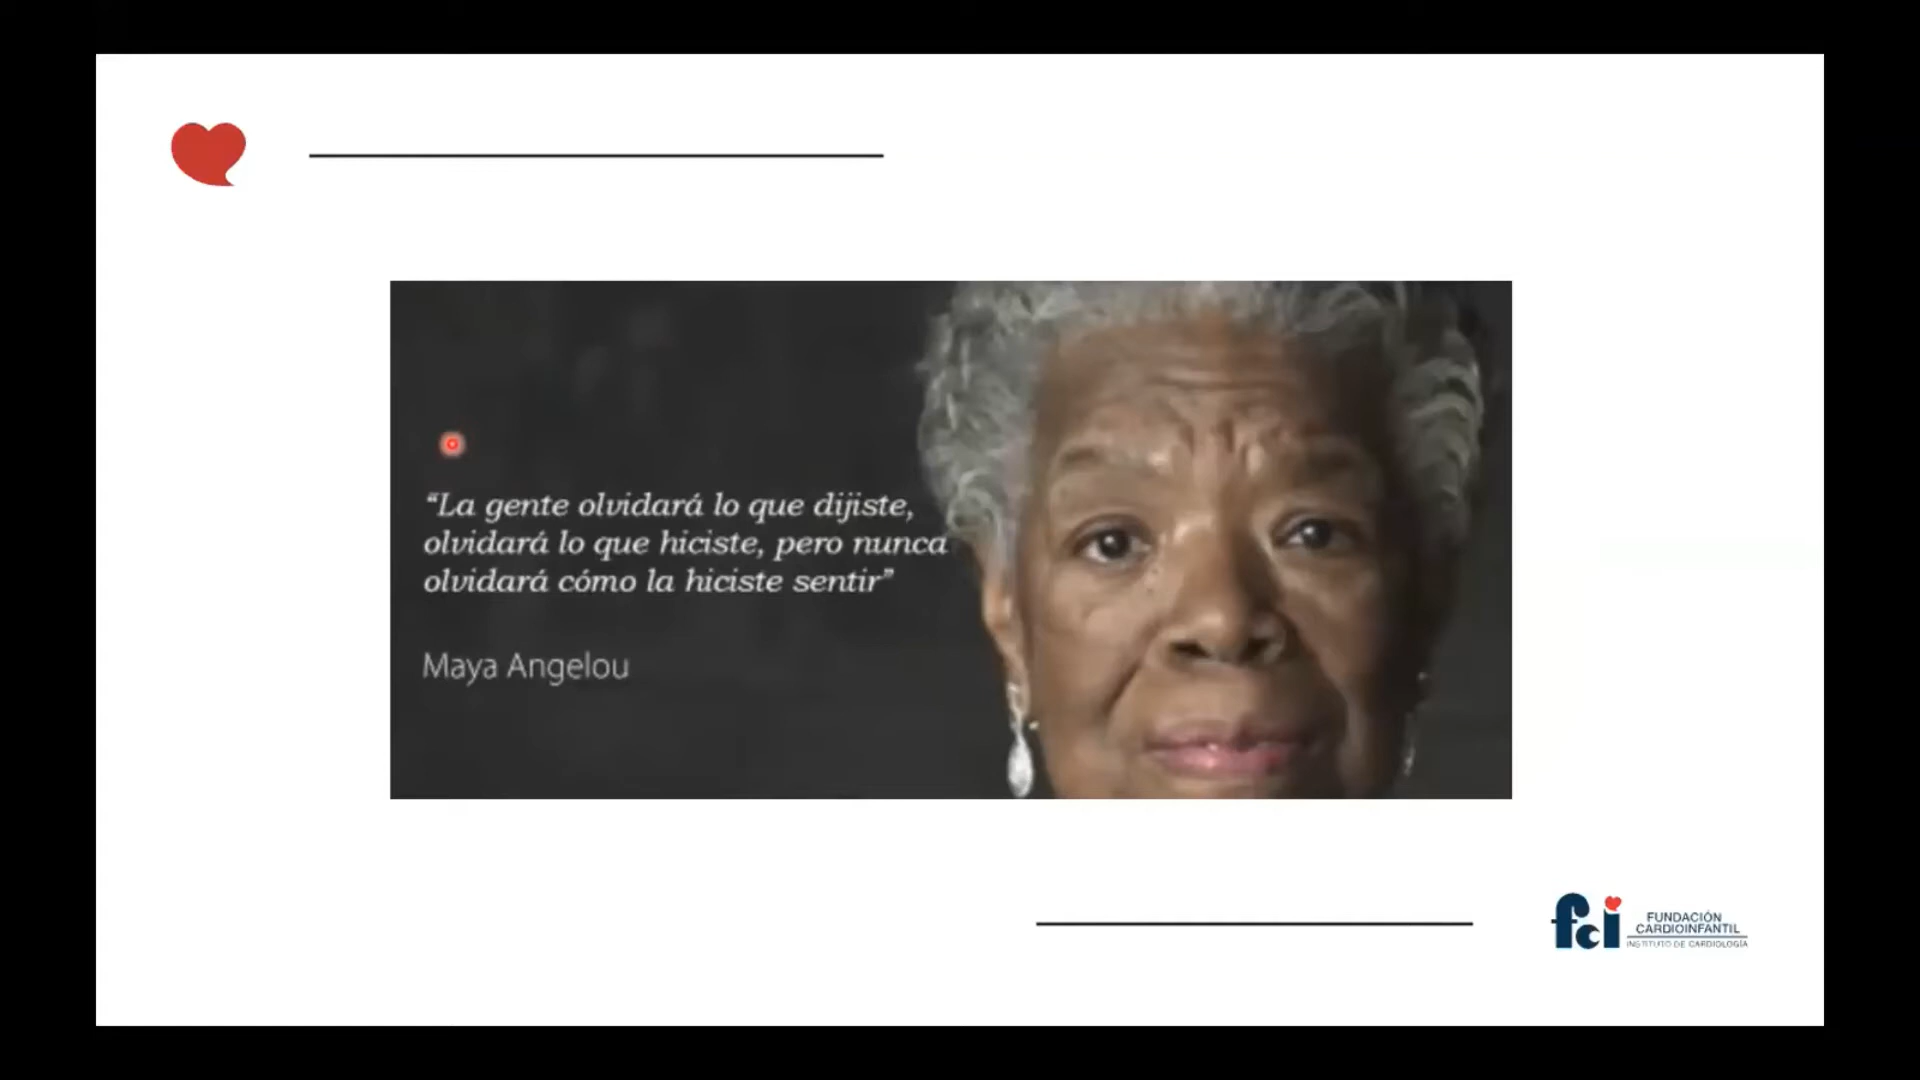 “La gente olvidará lo que dijiste,
olvidará lo que hiciste, pero nunca
olvidará cómo la hiciste sentir”
Maya Angelou
fci
FUNDACIÓN
CARDIOINFANTIL
INSTITUTO DE CARDIOLOGÍA